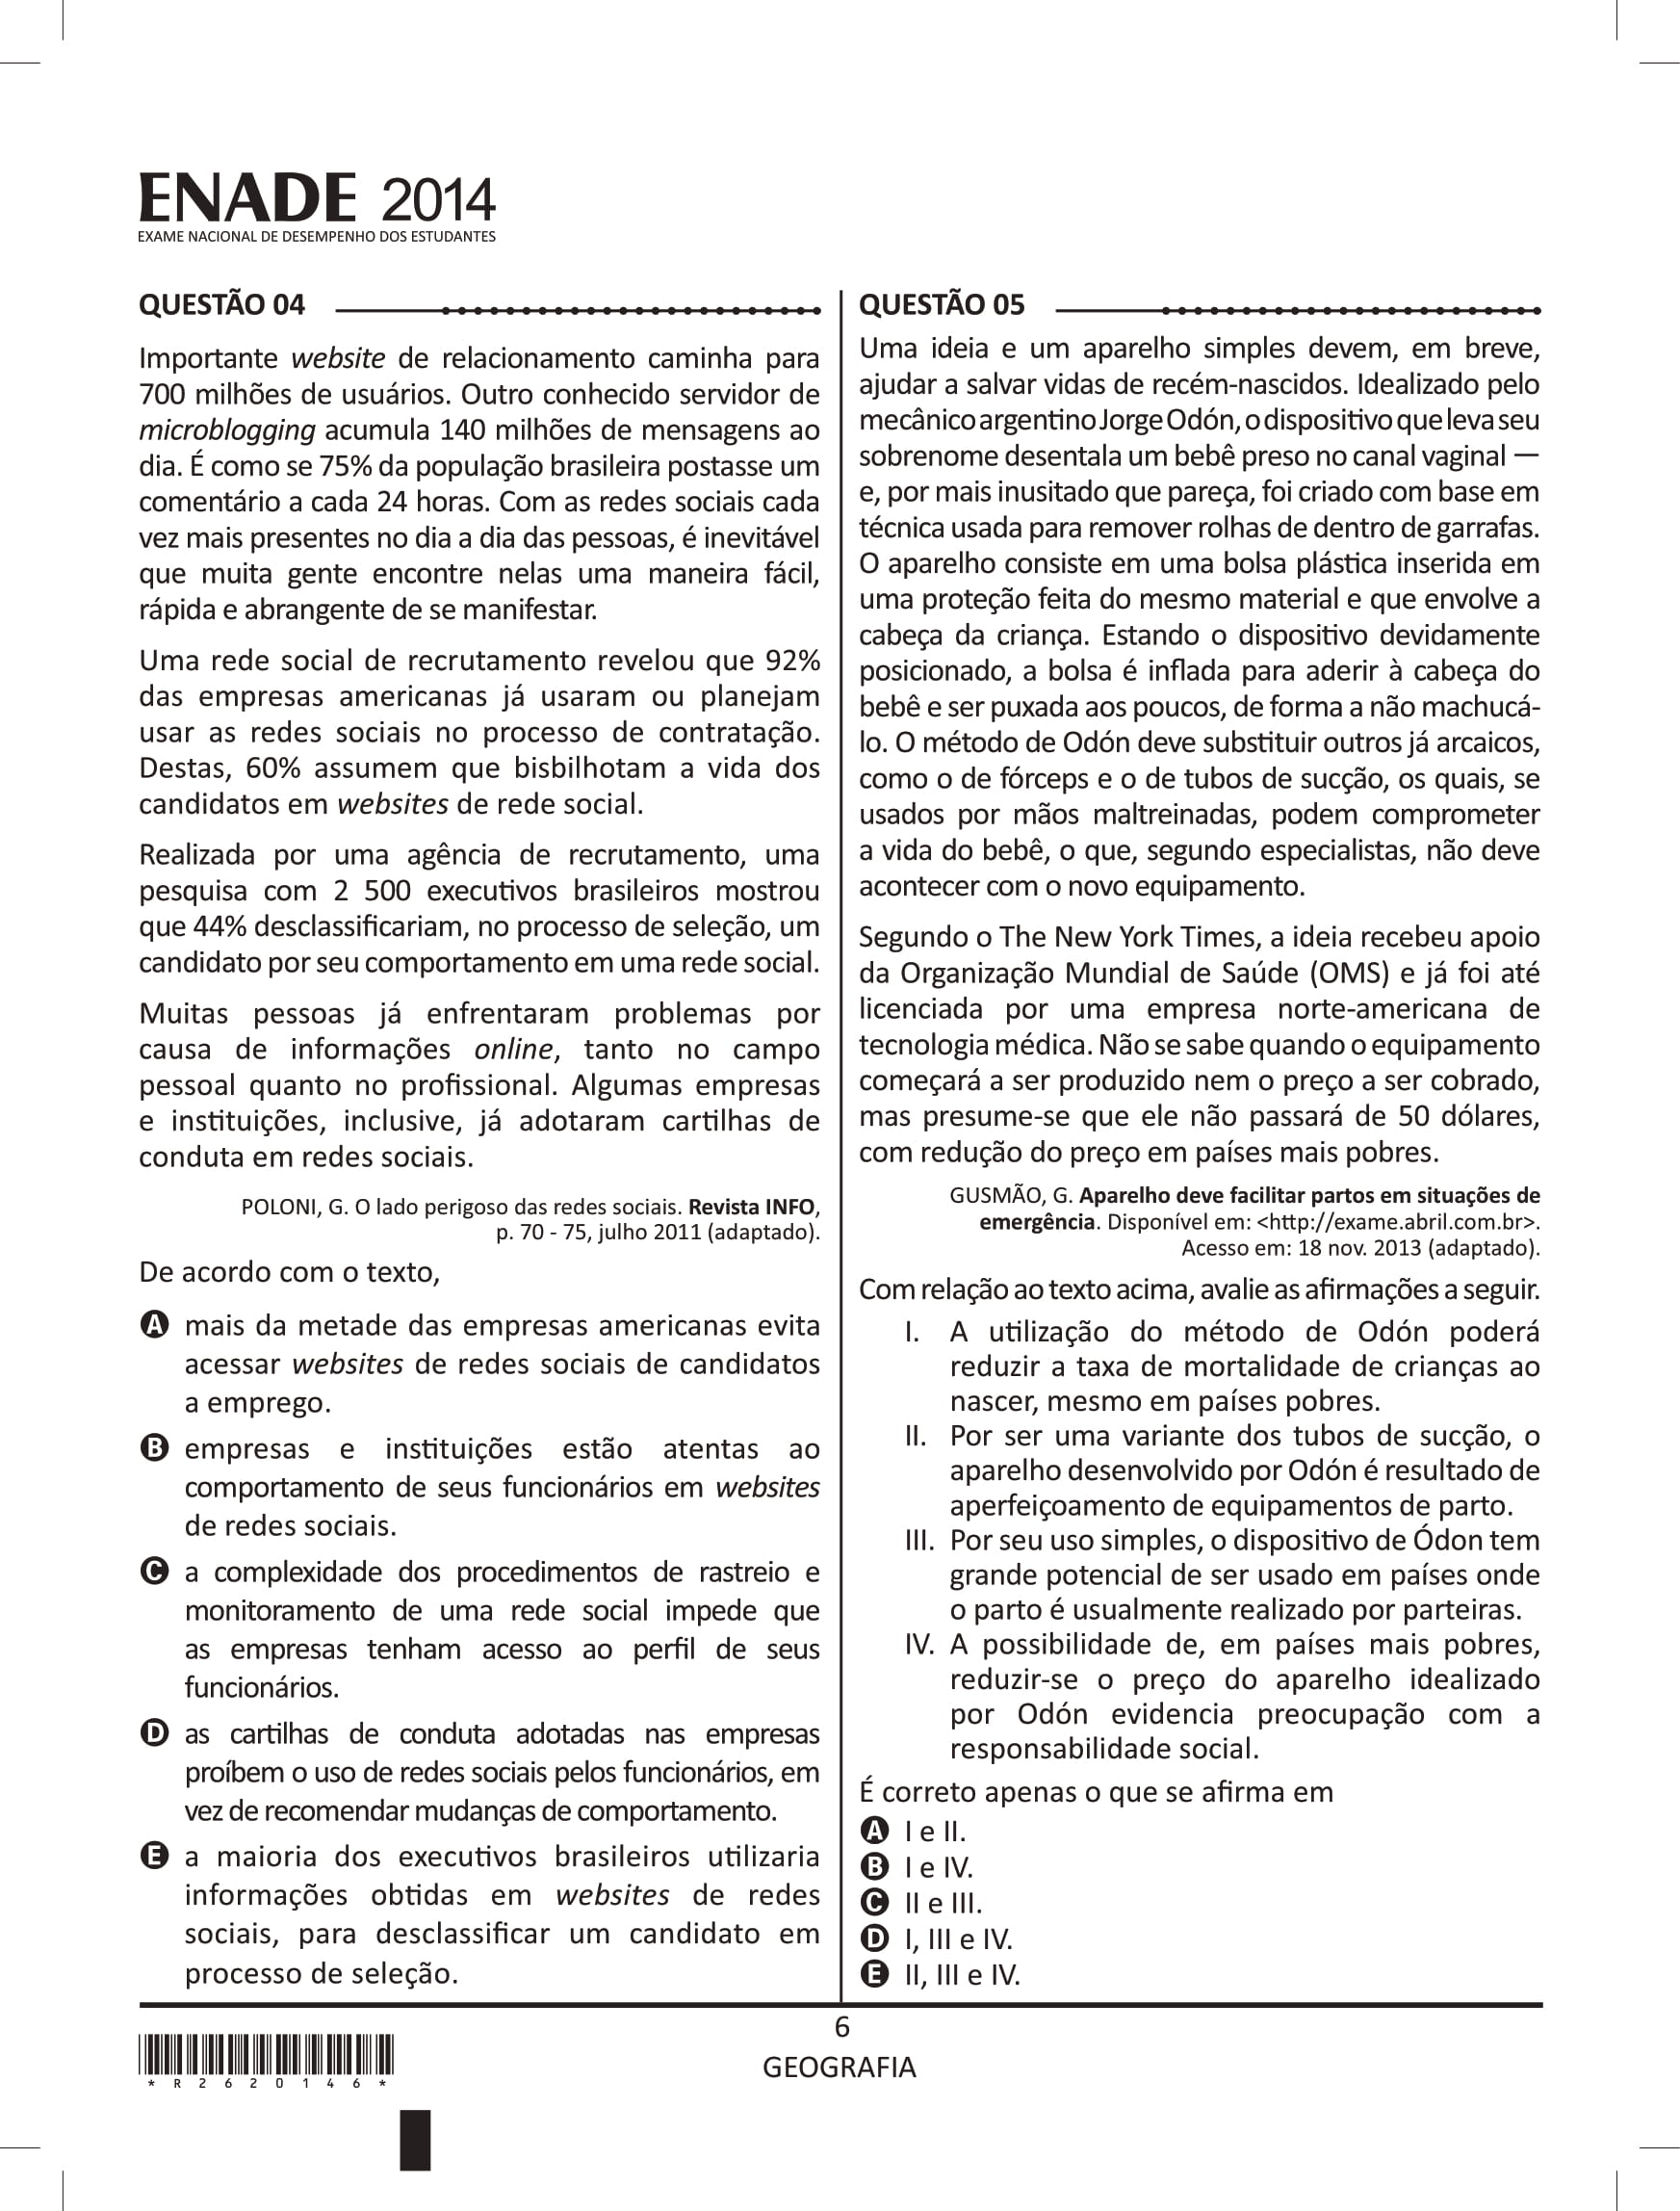 ENADE 2014
EXAME NACIONAL DE DESEMPENHO DOS ESTUDANTES
QUESTÃO 04
Importante website de relacionamento caminha para
700 milhões de usuários. Outro conhecido servidor de
microblogging acumula 140 milhões de mensagens ao
dia. É como se 75% da população brasileira postasse um
comentário a cada 24 horas. Com as redes sociais cada
vez mais presentes no dia a dia das pessoas, é inevitável
que muita gente encontre nelas uma maneira fácil,
rápida e abrangente de se manifestar.
Uma rede social de recrutamento revelou que 92%
das empresas americanas já usaram ou planejam
usar as redes sociais no processo de contratação.
Destas, 60% assumem que bisbilhotam a vida dos
candidatos em websites de rede social.
Realizada por uma agência de recrutamento, uma
pesquisa com 2 500 executivos brasileiros mostrou
que 44% desclassificariam, no processo de seleção, um
candidato por seu comportamento em uma rede social.
Muitas pessoas já enfrentaram problemas por
causa de informações online, tanto no campo
pessoal quanto no profissional. Algumas empresas
e instituições, inclusive, já adotaram cartilhas de
conduta em redes sociais.
POLONI, G. O lado perigoso das redes sociais. Revista INFO,
p. 70 - 75, julho 2011 (adaptado).
De acordo com o texto,
A mais da metade das empresas americanas evita
acessar websites de redes sociais de candidatos
a emprego.
B empresas e instituições estão atentas ao
comportamento de seus funcionários em websites
de redes sociais.
C a complexidade dos procedimentos de rastreio e
monitoramento de uma rede social impede que
as empresas tenham acesso ao perfil de seus
funcionários.
D as cartilhas de conduta adotadas nas empresas
proíbem o uso de redes sociais pelos funcionários, em
vez de recomendar mudanças de comportamento.
E a maioria dos executivos brasileiros utilizaria
informações obtidas em websites de redes
sociais, para desclassificar um candidato em
processo de seleção.
QUESTÃO 05
Uma ideia e um aparelho simples devem, em breve,
ajudar a salvar vidas de recém-nascidos. Idealizado pelo
mecânico argentino Jorge Odón, o dispositivo que leva seu
sobrenome desentala um bebê preso no canal vaginal —
e, por mais inusitado que pareça, foi criado com base em
técnica usada para remover rolhas de dentro de garrafas.
O aparelho consiste em uma bolsa plástica inserida em
uma proteção feita do mesmo material e que envolve a
cabeça da criança. Estando o dispositivo devidamente
posicionado, a bolsa é inflada para aderir à cabeça do
bebê e ser puxada aos poucos, de forma a não machucá-
lo. O método de Odón deve substituir outros já arcaicos,
como o de fórceps e o de tubos de sucção, os quais, se
usados por mãos maltreinadas, podem comprometer
a vida do bebê, o que, segundo especialistas, não deve
acontecer com o novo equipamento.
Segundo o The New York Times, a ideia recebeu apoio
da Organização Mundial de Saúde (OMS) e já foi até
licenciada por uma empresa norte-americana de
tecnologia médica. Não se sabe quando o equipamento
começará a ser produzido nem o preço a ser cobrado,
mas presume-se que ele não passará de 50 dólares,
com redução do preço em países mais pobres.
GUSMÃO, G. Aparelho deve facilitar partos em situações de
emergência. Disponível em: <http://exame.abril.com.br>.
Acesso em: 18 nov. 2013 (adaptado).
Com relação ao texto acima, avalie as afirmações a seguir.
I. A utilização do método de Odón poderá
reduzir a taxa de mortalidade de crianças ao
nascer, mesmo em países pobres.
II. Por ser uma variante dos tubos de sucção, o
aparelho desenvolvido por Odón é resultado de
aperfeiçoamento de equipamentos de parto.
III. Por seu uso simples, o dispositivo de Ódon tem
grande potencial de ser usado em países onde
o parto é usualmente realizado por parteiras.
IV. A possibilidade de, em países mais pobres,
reduzir-se o preço do aparelho idealizado
por Odón evidencia preocupação com a
responsabilidade social.
É correto apenas o que se afirma em
A I e II.
B I e IV.
C II e III.
D I, III e IV.
E II, III e IV.
6
GEOGRAFIA
* R 2 6 2 0 1 4 6 *